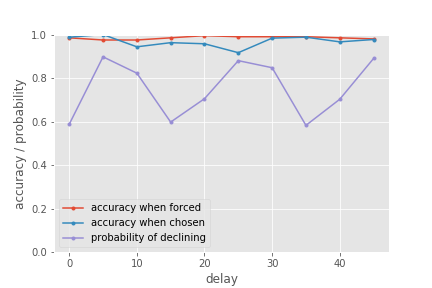 1.0
0.8
0.6
0.4
0.2
0.0
accuracy / probability
accuracy when forced
accuracy when chosen
probability of declining
0 10 20 30 40
delay